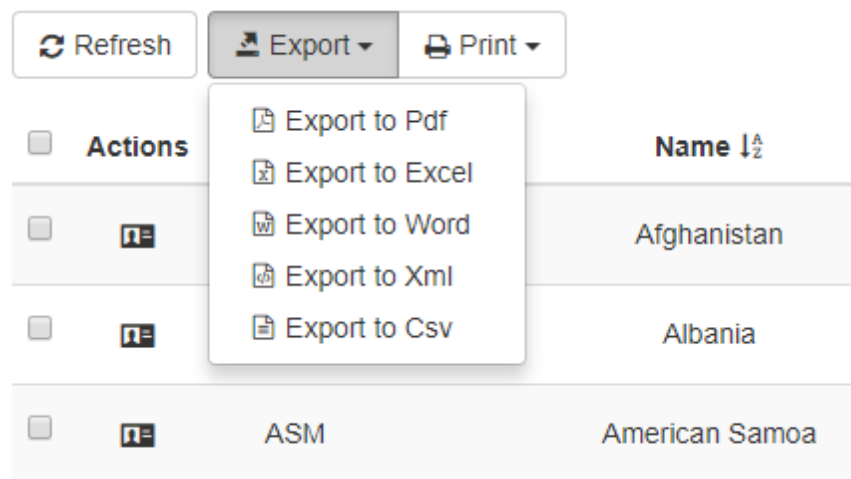 Refresh Export Print
Export to Pdf
Actions Name
Export to Excel
Export to Word
Afghanistan
Export to Xml
Export to Csv
Albania
ASM American Samoa